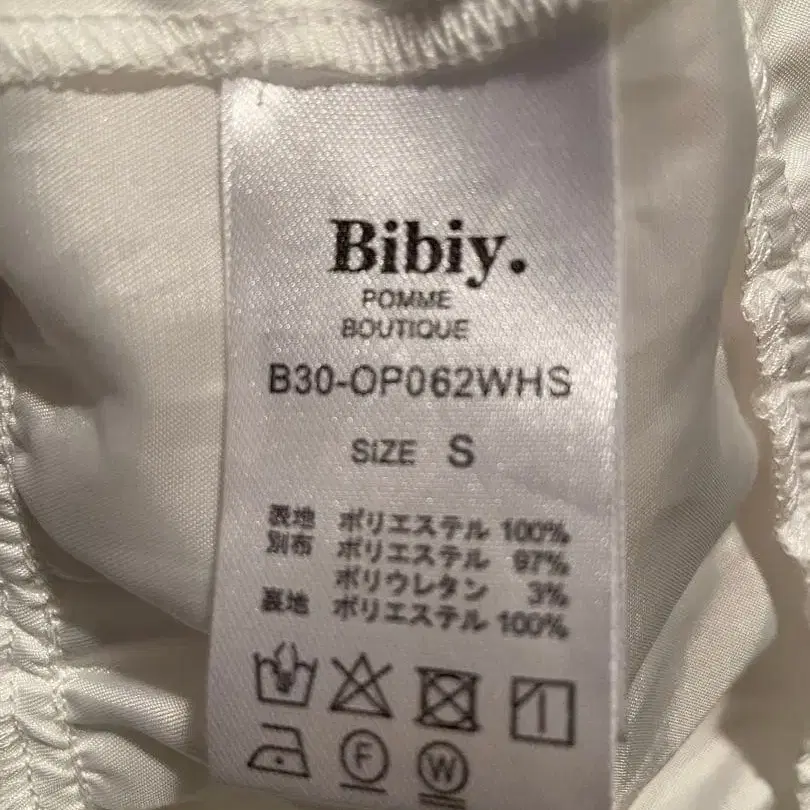 Bibiy.
POMME
BOUTIQUE
B30-OP062WHS
SIZE S
表地 ポリエステル 100%
別布 ポリエステル 97%
ポリウレタン 3%
裏地 ポリエステル 100%
F W